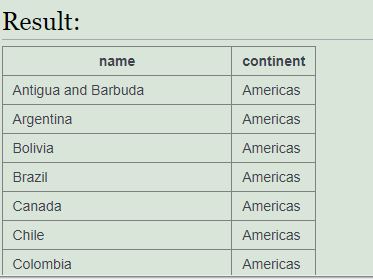 Result:
name continent
Antigua and Barbuda Americas
Argentina Americas
Bolivia Americas
Brazil Americas
Canada Americas
Chile Americas
Colombia Americas